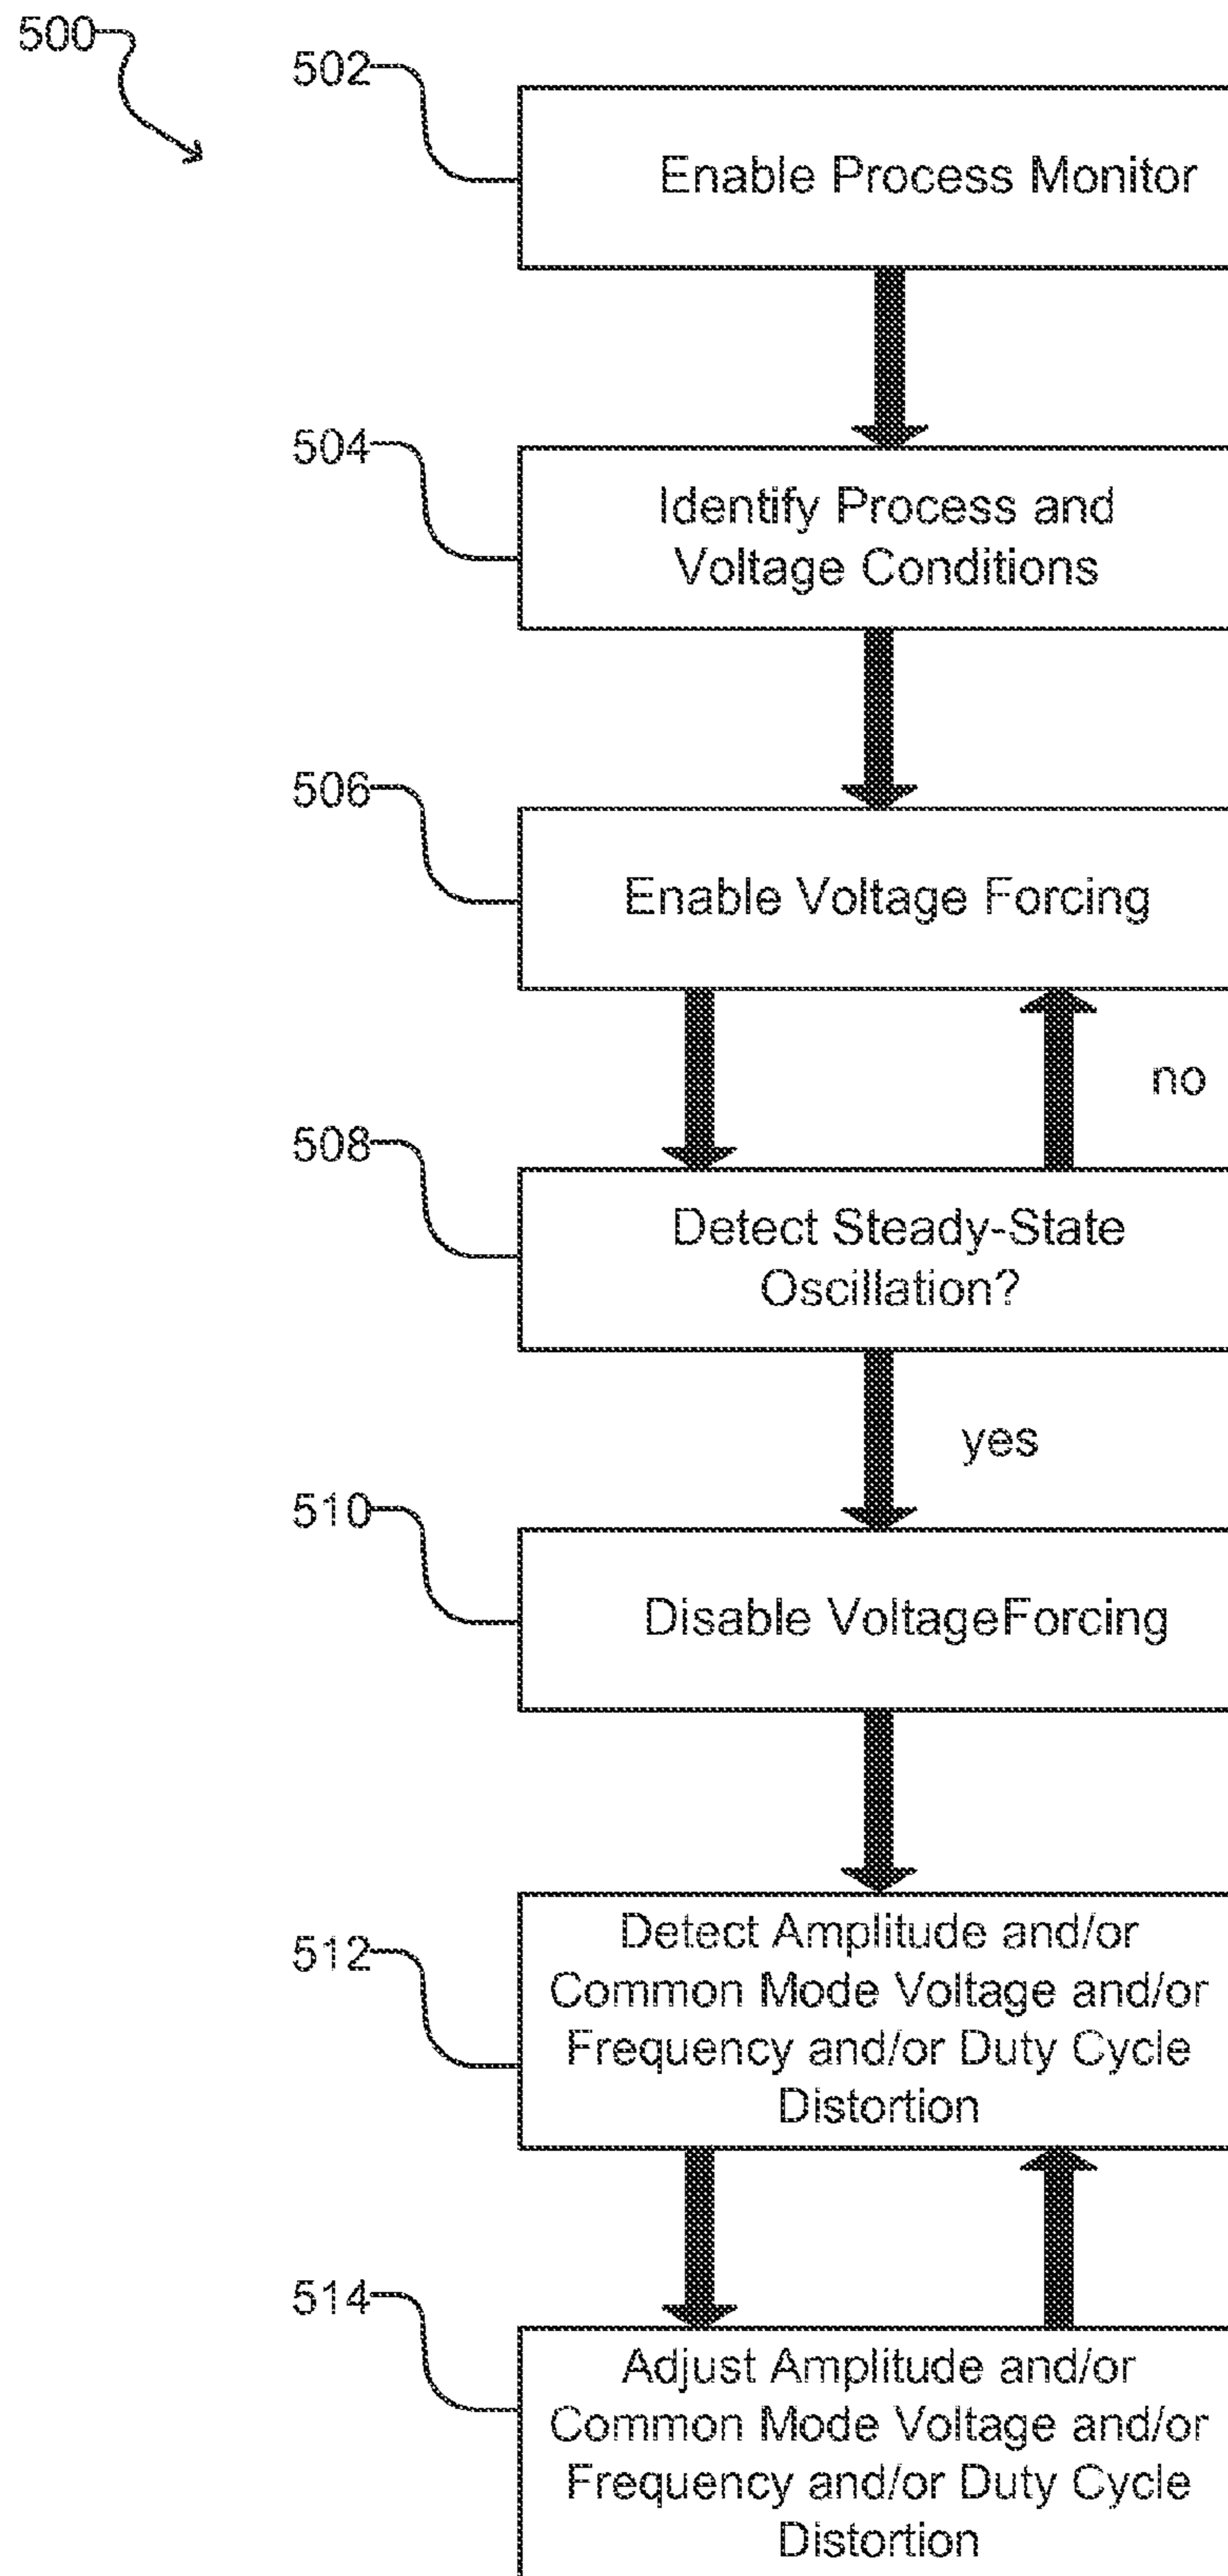 500
502
Enable Process Monitor
504
Identify Process and
Voltage Conditions
506
Enable Voltage Forcing
no
508
Detect Steady-State
Oscillation?
yes
510
Disable VoltageForcing
512
Detect Amplitude and/or
Common Mode Voltage and/or
Frequency and/or Duty Cycle
Distortion
514
Adjust Amplitude and/or
Common Mode Voltage and/or
Frequency and/or Duty Cycle
Distortion